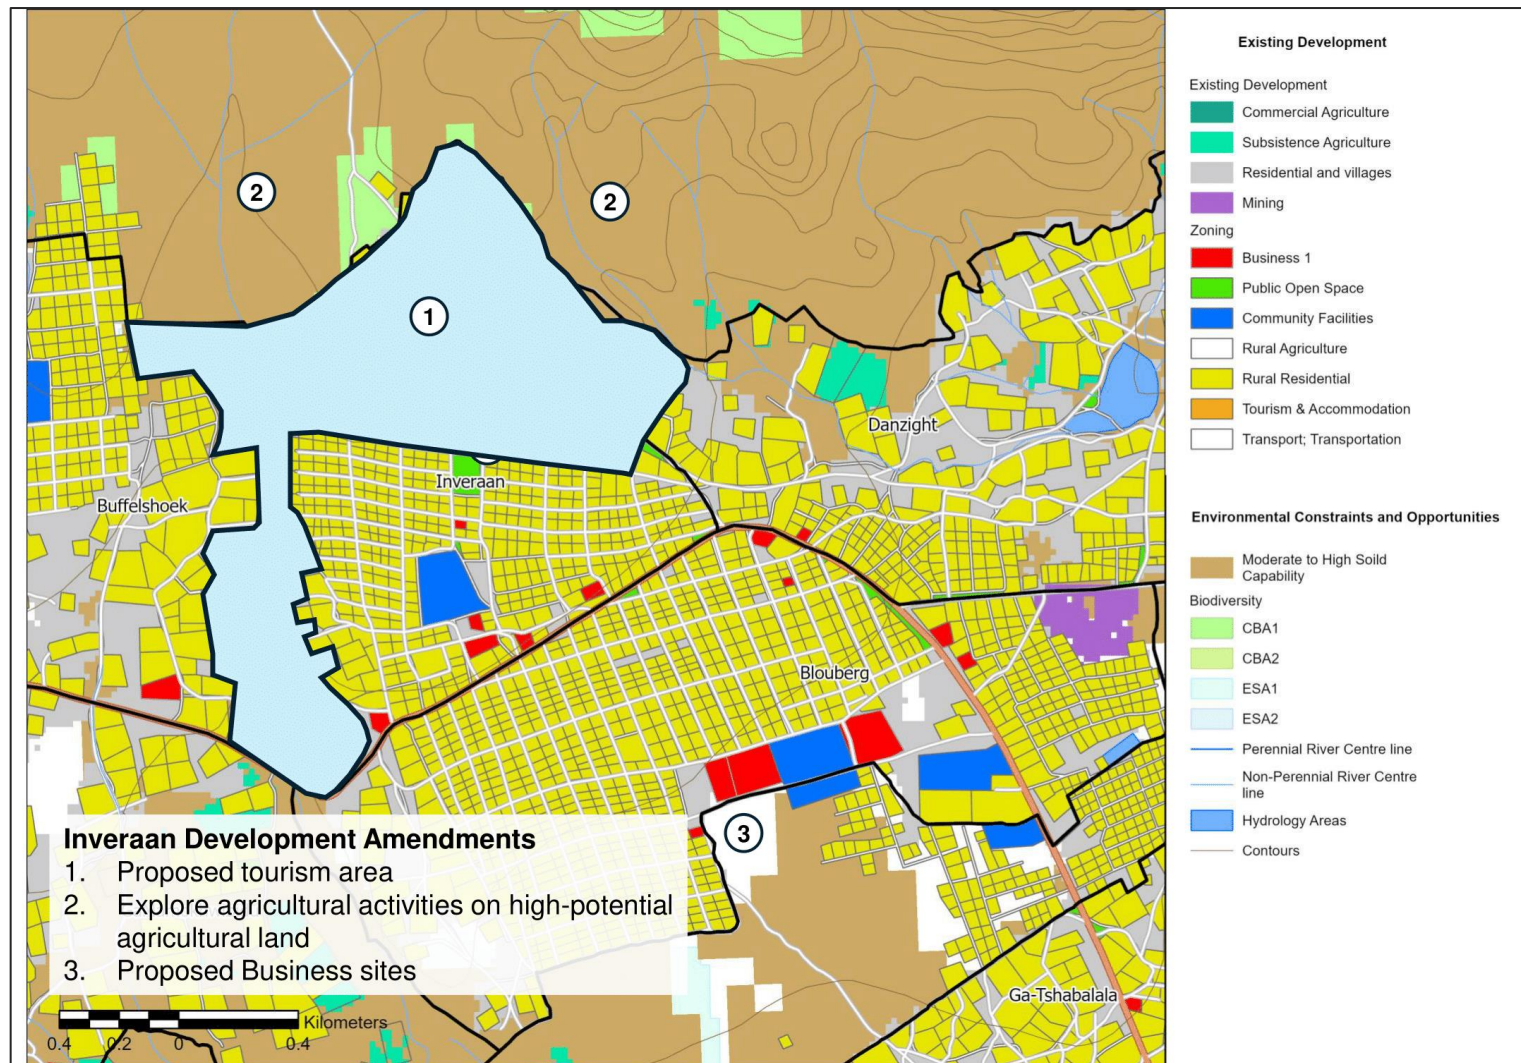 2
2
1
Danzight
Inveraan
Buffelshoek
Blouberg
3
Ga-Tshabalala
Inveraan Development Amendments
1. Proposed tourism area
2. Explore agricultural activities on high-potential
agricultural land
3. Proposed Business sites
Kilometers
0.4 0.2 0 0.4
Existing Development
Existing Development
Commercial Agriculture
Subsistence Agriculture
Residential and villages
Mining
Zoning
Business 1
Public Open Space
Community Facilities
Rural Agriculture
Rural Residential
Tourism & Accommodation
Transport; Transportation
Environmental Constraints and Opportunities
Moderate to High Soild
Capability
Biodiversity
CBA1
CBA2
ESA1
ESA2
Perennial River Centre line
Non-Perennial River Centre
line
Hydrology Areas
Contours